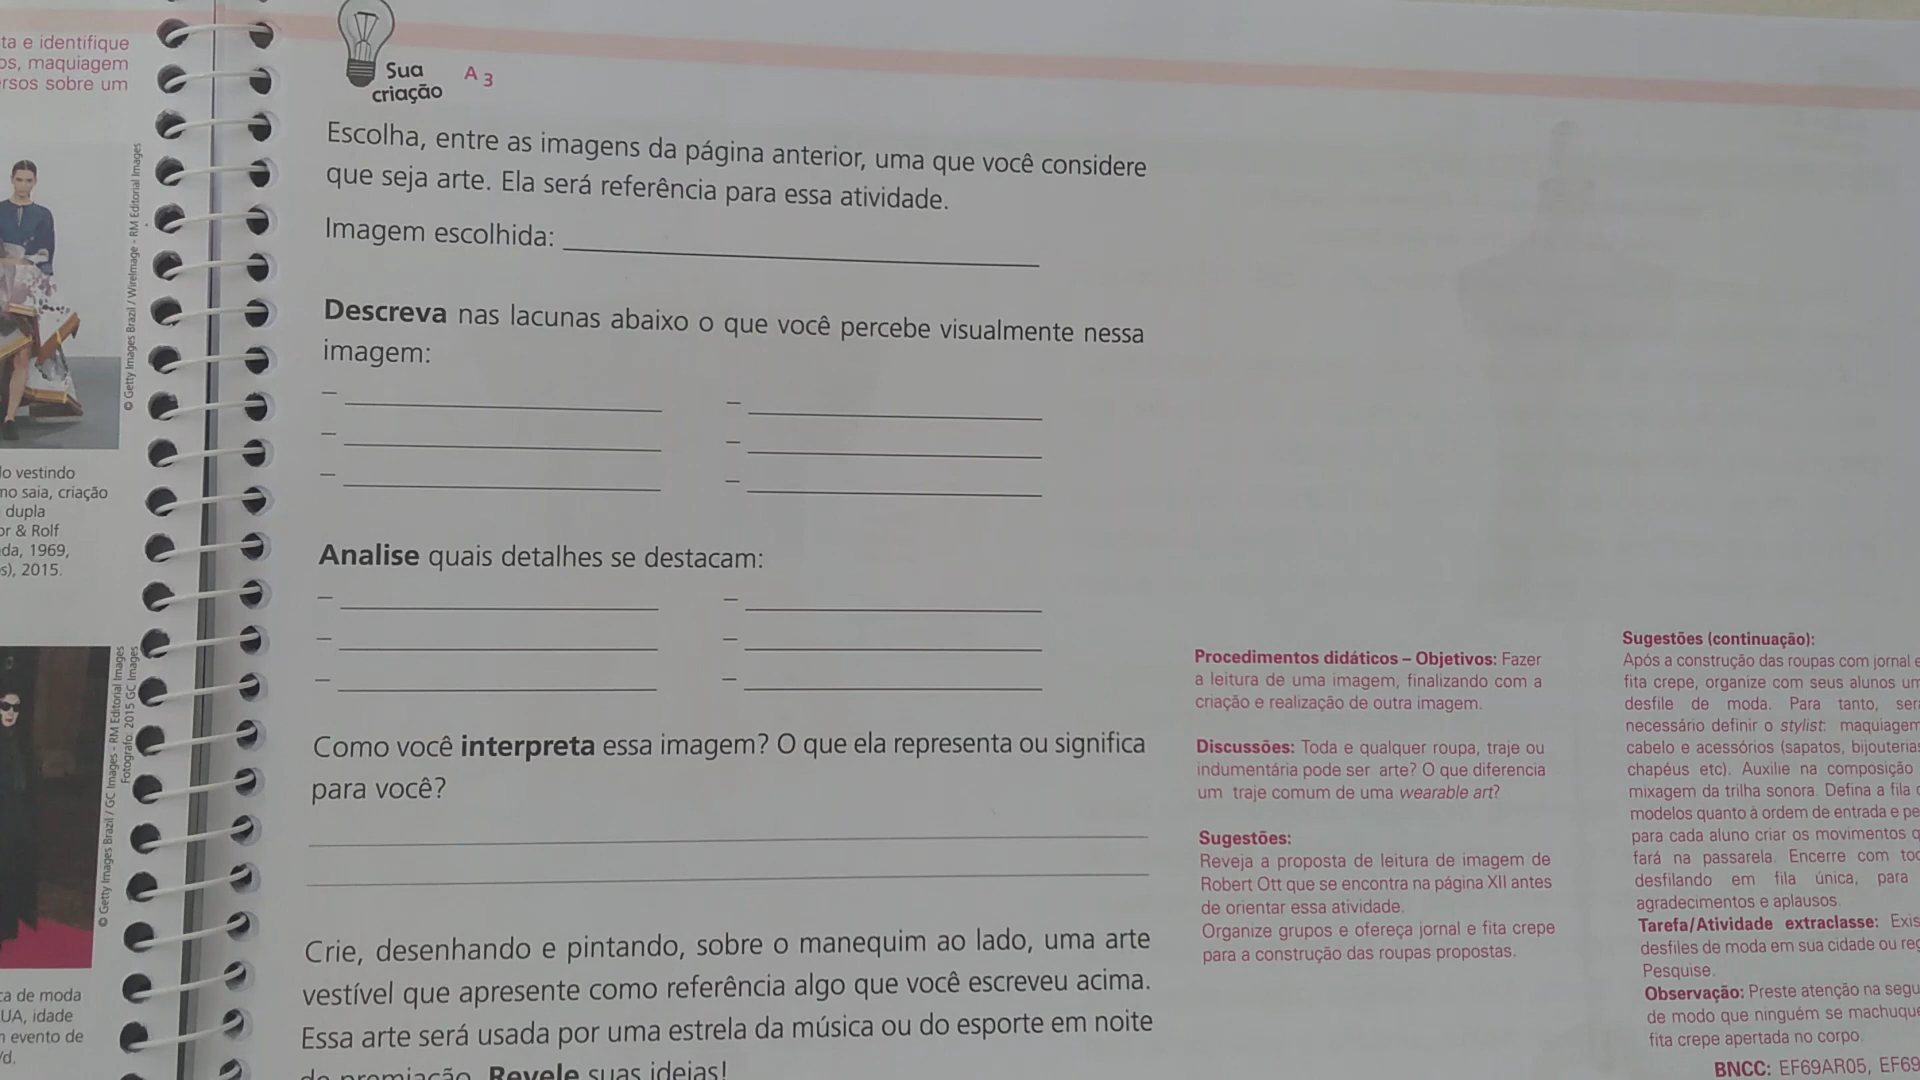 ta e identifique
os, maquiagem
rsos sobre um
© Getty Images Brazil / WireImage - RM Editorial Images
lo vestindo
mo saia, criação
dupla
or & Rolf
da, 1969,
s), 2015.
© Getty Images Brazil / GC Images - RM Editorial Images
Fotógrafo: 2015 GC Images
ca de moda
UA, idade
n evento de
/d.
Sua
criação
A 3
Escolha, entre as imagens da página anterior, uma que você considere
que seja arte. Ela será referência para essa atividade.
Imagem escolhida:
Descreva nas lacunas abaixo o que você percebe visualmente nessa
imagem:
Analise quais detalhes se destacam:
Como você interpreta essa imagem? O que ela representa ou significa
para você?
Crie, desenhando e pintando, sobre o manequim ao lado, uma arte
vestível que apresente como referência algo que você escreveu acima.
Essa arte será usada por uma estrela da música ou do esporte em noite
de premiação. Revele suas ideias!
Procedimentos didáticos – Objetivos: Fazer
a leitura de uma imagem, finalizando com a
criação e realização de outra imagem.
Discussões: Toda e qualquer roupa, traje ou
indumentária pode ser arte? O que diferencia
um traje comum de uma wearable art?
Sugestões:
Reveja a proposta de leitura de imagem de
Robert Ott que se encontra na página XII antes
de orientar essa atividade.
Organize grupos e ofereça jornal e fita crepe
para a construção das roupas propostas.
Sugestões (continuação):
Após a construção das roupas com jornal e
fita crepe, organize com seus alunos um
desfile de moda. Para tanto, ser
necessário definir o stylist: maquiagem
cabelo e acessórios (sapatos, bijouterias
chapéus etc). Auxilie na composição
mixagem da trilha sonora. Defina a fila
modelos quanto à ordem de entrada e pe
para cada aluno criar os movimentos q
fará na passarela. Encerre com to
desfilando em fila única, para
agradecimentos e aplausos.
Tarefa/Atividade extraclasse: Exis
desfiles de moda em sua cidade ou reg
Pesquise.
Observação: Preste atenção na segu
de modo que ninguém se machuque
fita crepe apertada no corpo.
BNCC: EF69AR05, EF69